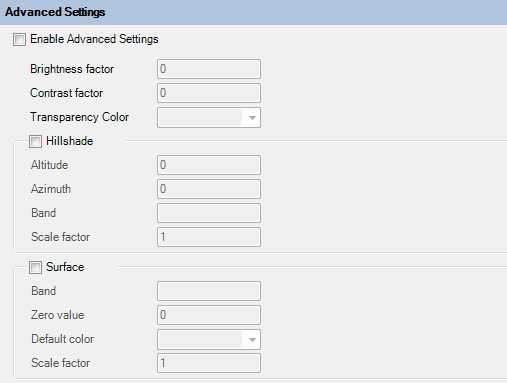 Advanced Settings
Enable Advanced Settings
Brightness factor 0
Contrast factor 0
Transparency Color
Hillshade
Altitude 0
Azimuth 0
Band
Scale factor 1
Surface
Band
Zero value 0
Default color
Scale factor 1